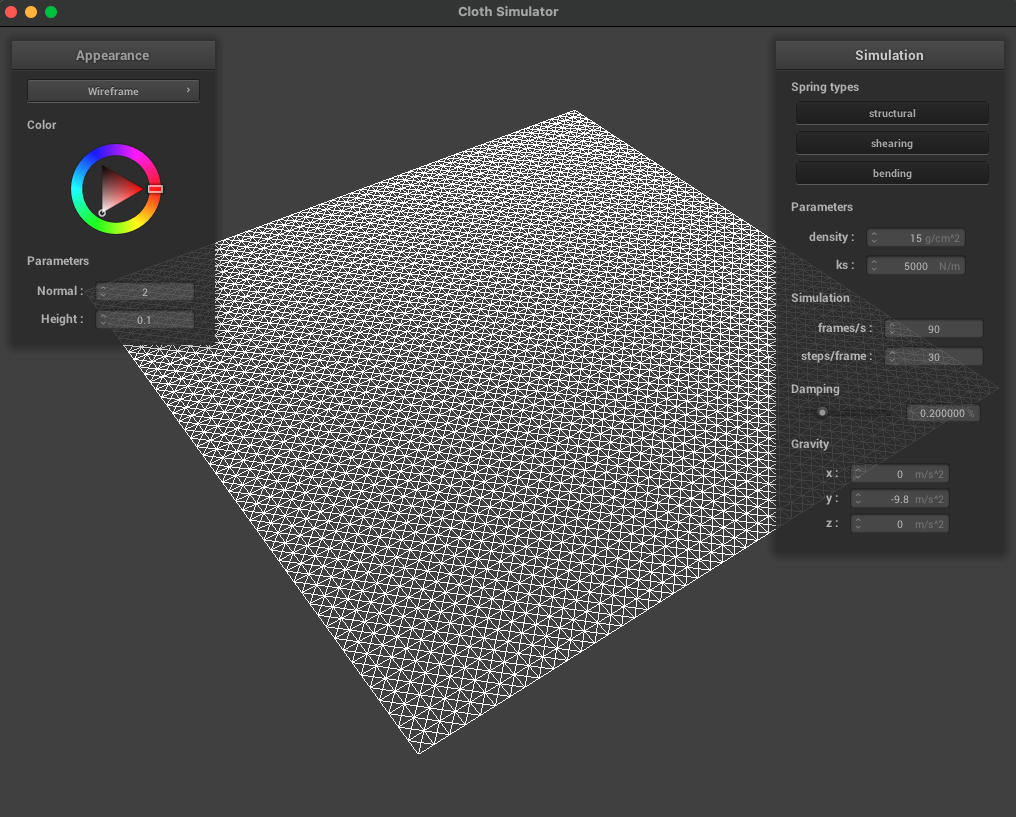 Cloth Simulator
Appearance
Wireframe
Color
Parameters
Normal : 2
Height : 0.1
Simulation
Spring types
structural
shearing
bending
Parameters
density : 15 g/cm^2
ks : 5000 N/m
Simulation
frames/s : 90
steps/frame : 30
Damping
0.200000 %
Gravity
x : 0 m/s^2
y : -9.8 m/s^2
z : 0 m/s^2